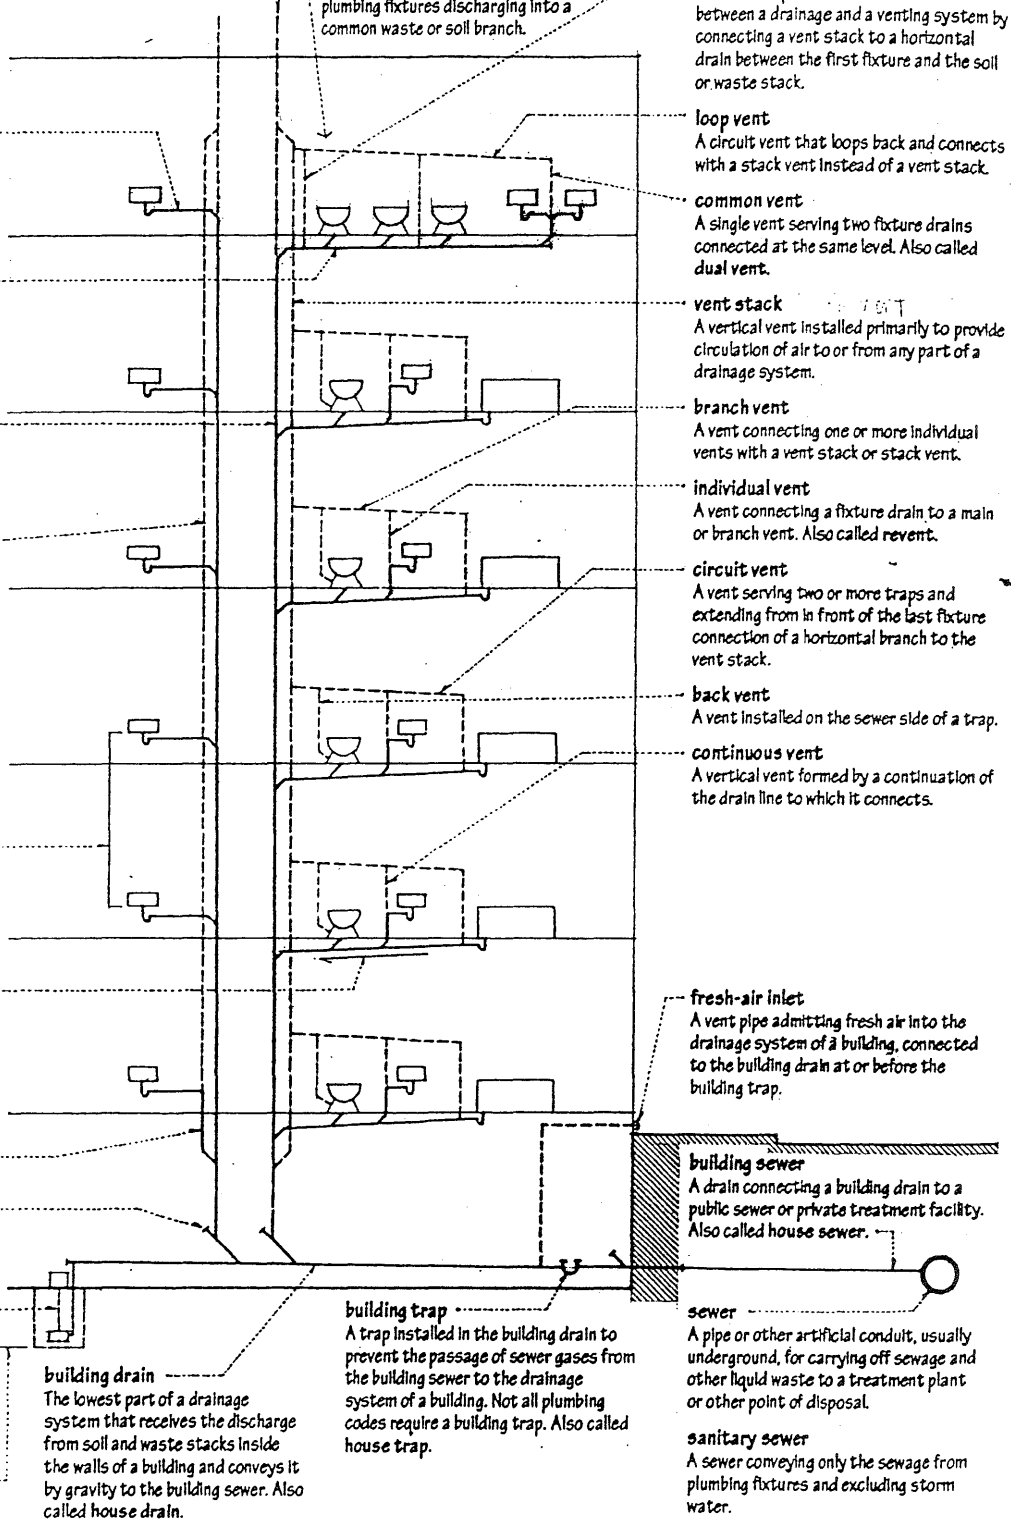 plumbing fixtures discharging into a
common waste or soil branch.
between a drainage and a venting system by
connecting a vent stack to a horizontal
drain between the first fixture and the soil
or waste stack.
loop vent
A circuit vent that loops back and connects
with a stack vent instead of a vent stack.
common vent
A single vent serving two fixture drains
connected at the same level. Also called
dual vent.
vent stack
A vertical vent installed primarily to provide
circulation of air to or from any part of a
drainage system.
branch vent
A vent connecting one or more individual
vents with a vent stack or stack vent.
individual vent
A vent connecting a fixture drain to a main
or branch vent. Also called revent.
circuit vent
A vent serving two or more traps and
extending from in front of the last fixture
connection of a horizontal branch to the
vent stack.
back vent
A vent installed on the sewer side of a trap.
continuous vent
A vertical vent formed by a continuation of
the drain line to which it connects.
fresh-air inlet
A vent pipe admitting fresh air into the
drainage system of a building, connected
to the building drain at or before the
building trap.
building sewer
A drain connecting a building drain to a
public sewer or private treatment facility.
Also called house sewer.
building trap
A trap installed in the building drain to
prevent the passage of sewer gases from
the building sewer to the drainage
system of a building. Not all plumbing
codes require a building trap. Also called
house trap.
sewer
A pipe or other artificial conduit, usually
underground, for carrying off sewage and
other liquid waste to a treatment plant
or other point of disposal.
building drain
The lowest part of a drainage
system that receives the discharge
from soil and waste stacks inside
the walls of a building and conveys it
by gravity to the building sewer. Also
called house drain.
sanitary sewer
A sewer conveying only the sewage from
plumbing fixtures and excluding storm
water.